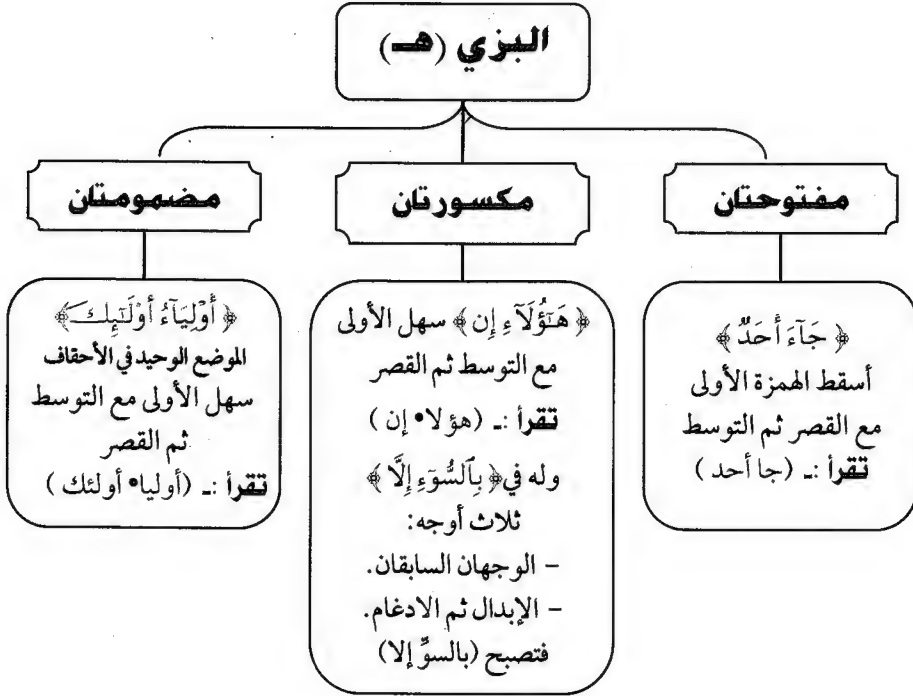 البزي (هـ)
مفتوحتان
﴿ جَآءَ أَحَدٌ ﴾
أسقط الهمزة الأولى
مع القصر ثم التوسط
تقرأ :ـ (جا أحد )
مكسورتان
﴿ هَـٰٓؤُلَآءِ إِن ﴾ سهل الأولى
مع التوسط ثم القصر
تقرأ :ـ (هؤلا• إن )
وله في ﴿ بِٱلسُّوٓءِ إِلَّا ﴾
ثلاث أوجه:
– الوجهان السابقان.
– الإبدال ثم الادغام.
فتصبح (بالسوِّ إلا)
مضمومتان
﴿ أَوْلِيَآءُ أُوْلَـٰٓئِكَ ﴾
الموضع الوحيد في الأحقاف
سهل الأولى مع التوسط
ثم القصر
تقرأ :ـ (أوليا• أولئك )